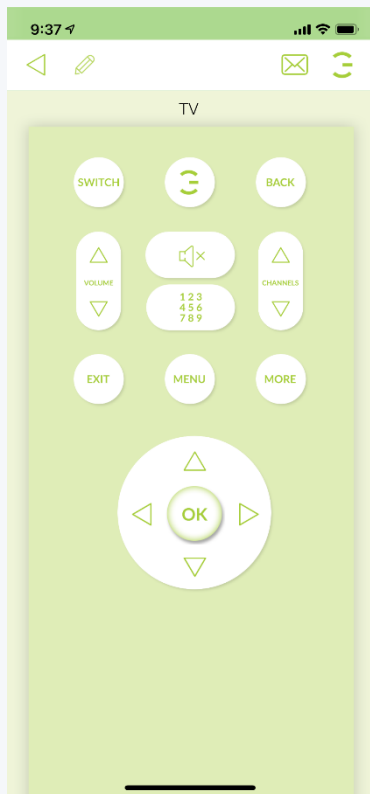 9:37
TV
SWITCH
BACK
VOLUME
CHANNELS
1 2 3
4 5 6
7 8 9
EXIT
MENU
MORE
OK